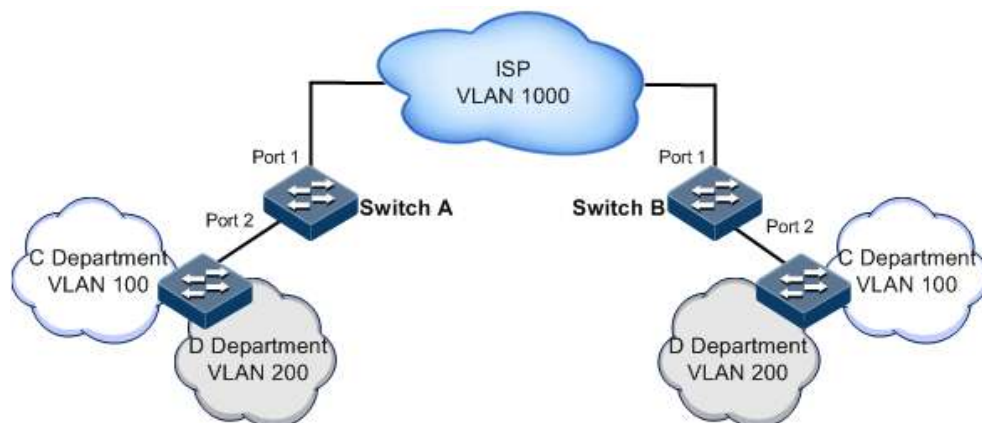 ISP
VLAN 1000
Port 1
Port 1
Switch A
Switch B
Port 2
Port 2
C Department
VLAN 100
C Department
VLAN 100
D Department
VLAN 200
D Department
VLAN 200